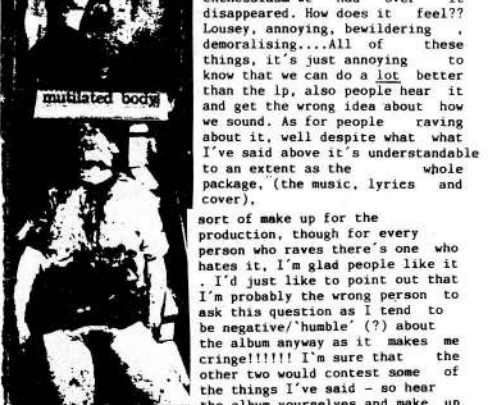 had over it
disappeared. How does it feel??
Lousey, annoying, bewildering ,
demoralising....All of these
things, it's just annoying to
know that we can do a lot better
than the lp, also people hear it
and get the wrong idea about how
we sound. As for people raving
about it, well despite what what
I've said above it's understandable
to an extent as the whole
package, (the music, lyrics and
cover),
sort of make up for the
production, though for every
person who raves there's one who
hates it, I'm glad people like it
. I'd just like to point out that
I'm probably the wrong person to
ask this question as I tend to
be negative/`humble' (?) about
the album anyway as it makes me
cringe!!!!!! I`m sure that the
other two would contest some of
the things I've said - so hear
the album yourselves and make up
mutilated body